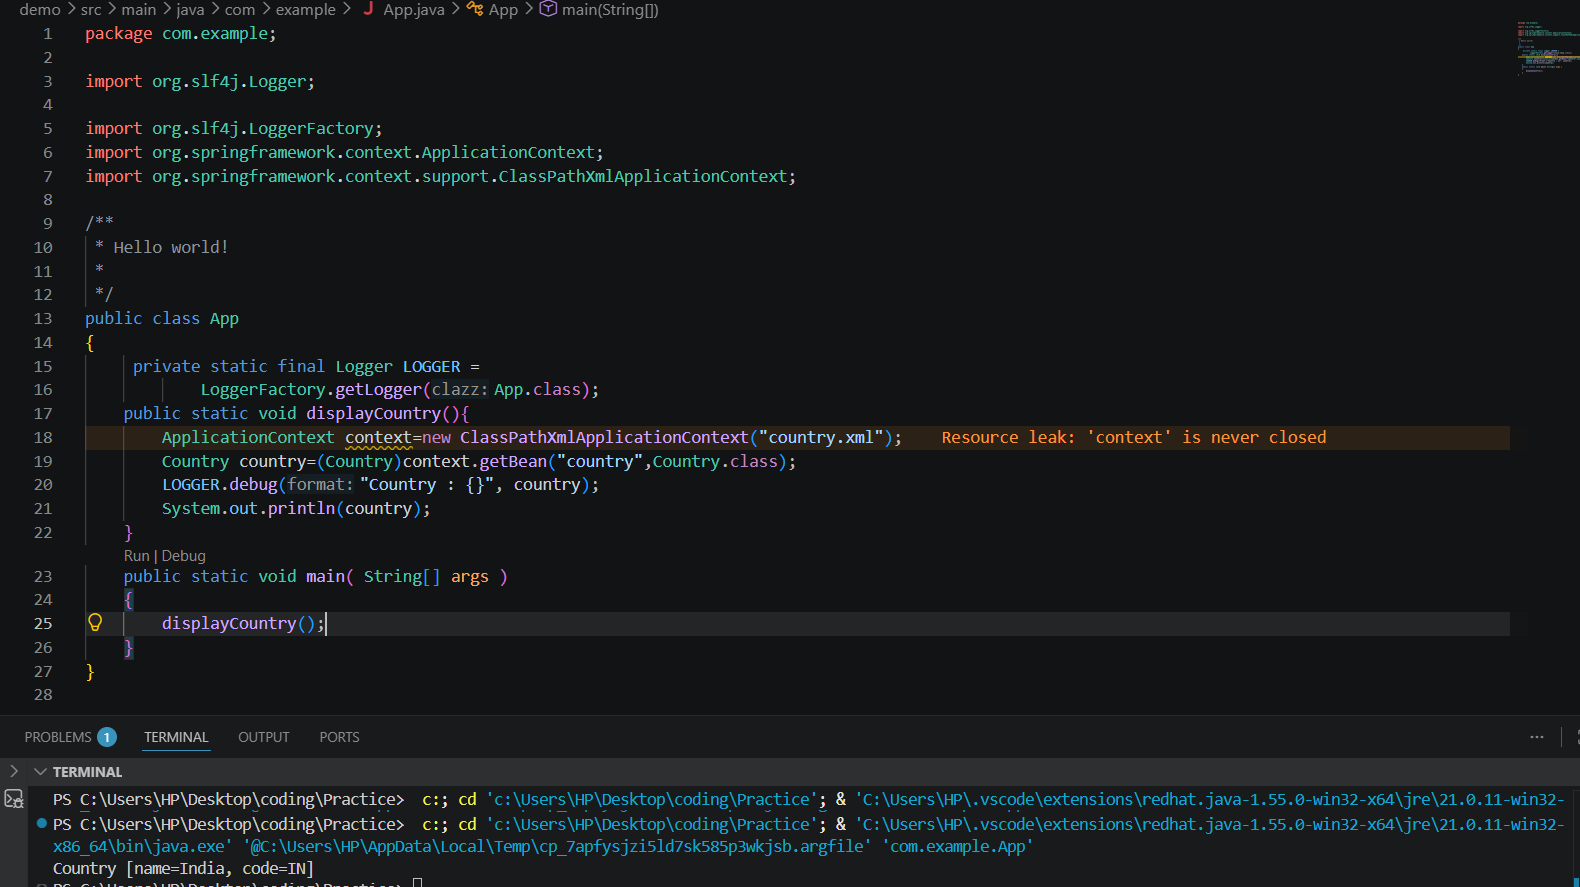 demo > src > main > java > com > example > J App.java > App > main(String[])
1 package com.example;
2
3 import org.slf4j.Logger;
4
5 import org.slf4j.LoggerFactory;
6 import org.springframework.context.ApplicationContext;
7 import org.springframework.context.support.ClassPathXmlApplicationContext;
8
9 /**
10  * Hello world!
11  *
12  */
13 public class App
14 {
15      private static final Logger LOGGER =
16             LoggerFactory.getLogger(clazz: App.class);
17     public static void displayCountry(){
18         ApplicationContext context=new ClassPathXmlApplicationContext("country.xml");    Resource leak: 'context' is never closed
19         Country country=(Country)context.getBean("country",Country.class);
20         LOGGER.debug(format: "Country : {}", country);
21         System.out.println(country);
22     }
Run | Debug
23     public static void main( String[] args )
24     {
25         displayCountry();
26     }
27 }
28
PROBLEMS 1 TERMINAL OUTPUT PORTS ...
TERMINAL
PS C:\Users\HP\Desktop\coding\Practice>  c:; cd 'c:\Users\HP\Desktop\coding\Practice'; & 'C:\Users\HP\.vscode\extensions\redhat.java-1.55.0-win32-x64\jre\21.0.11-win32-
PS C:\Users\HP\Desktop\coding\Practice>  c:; cd 'c:\Users\HP\Desktop\coding\Practice'; & 'C:\Users\HP\.vscode\extensions\redhat.java-1.55.0-win32-x64\jre\21.0.11-win32-
x86_64\bin\java.exe' '@C:\Users\HP\AppData\Local\Temp\cp_7apfysjzi5ld7sk585p3wkjsb.argfile' 'com.example.App'
Country [name=India, code=IN]
PS C:\Users\HP\Desktop\coding\Practice>